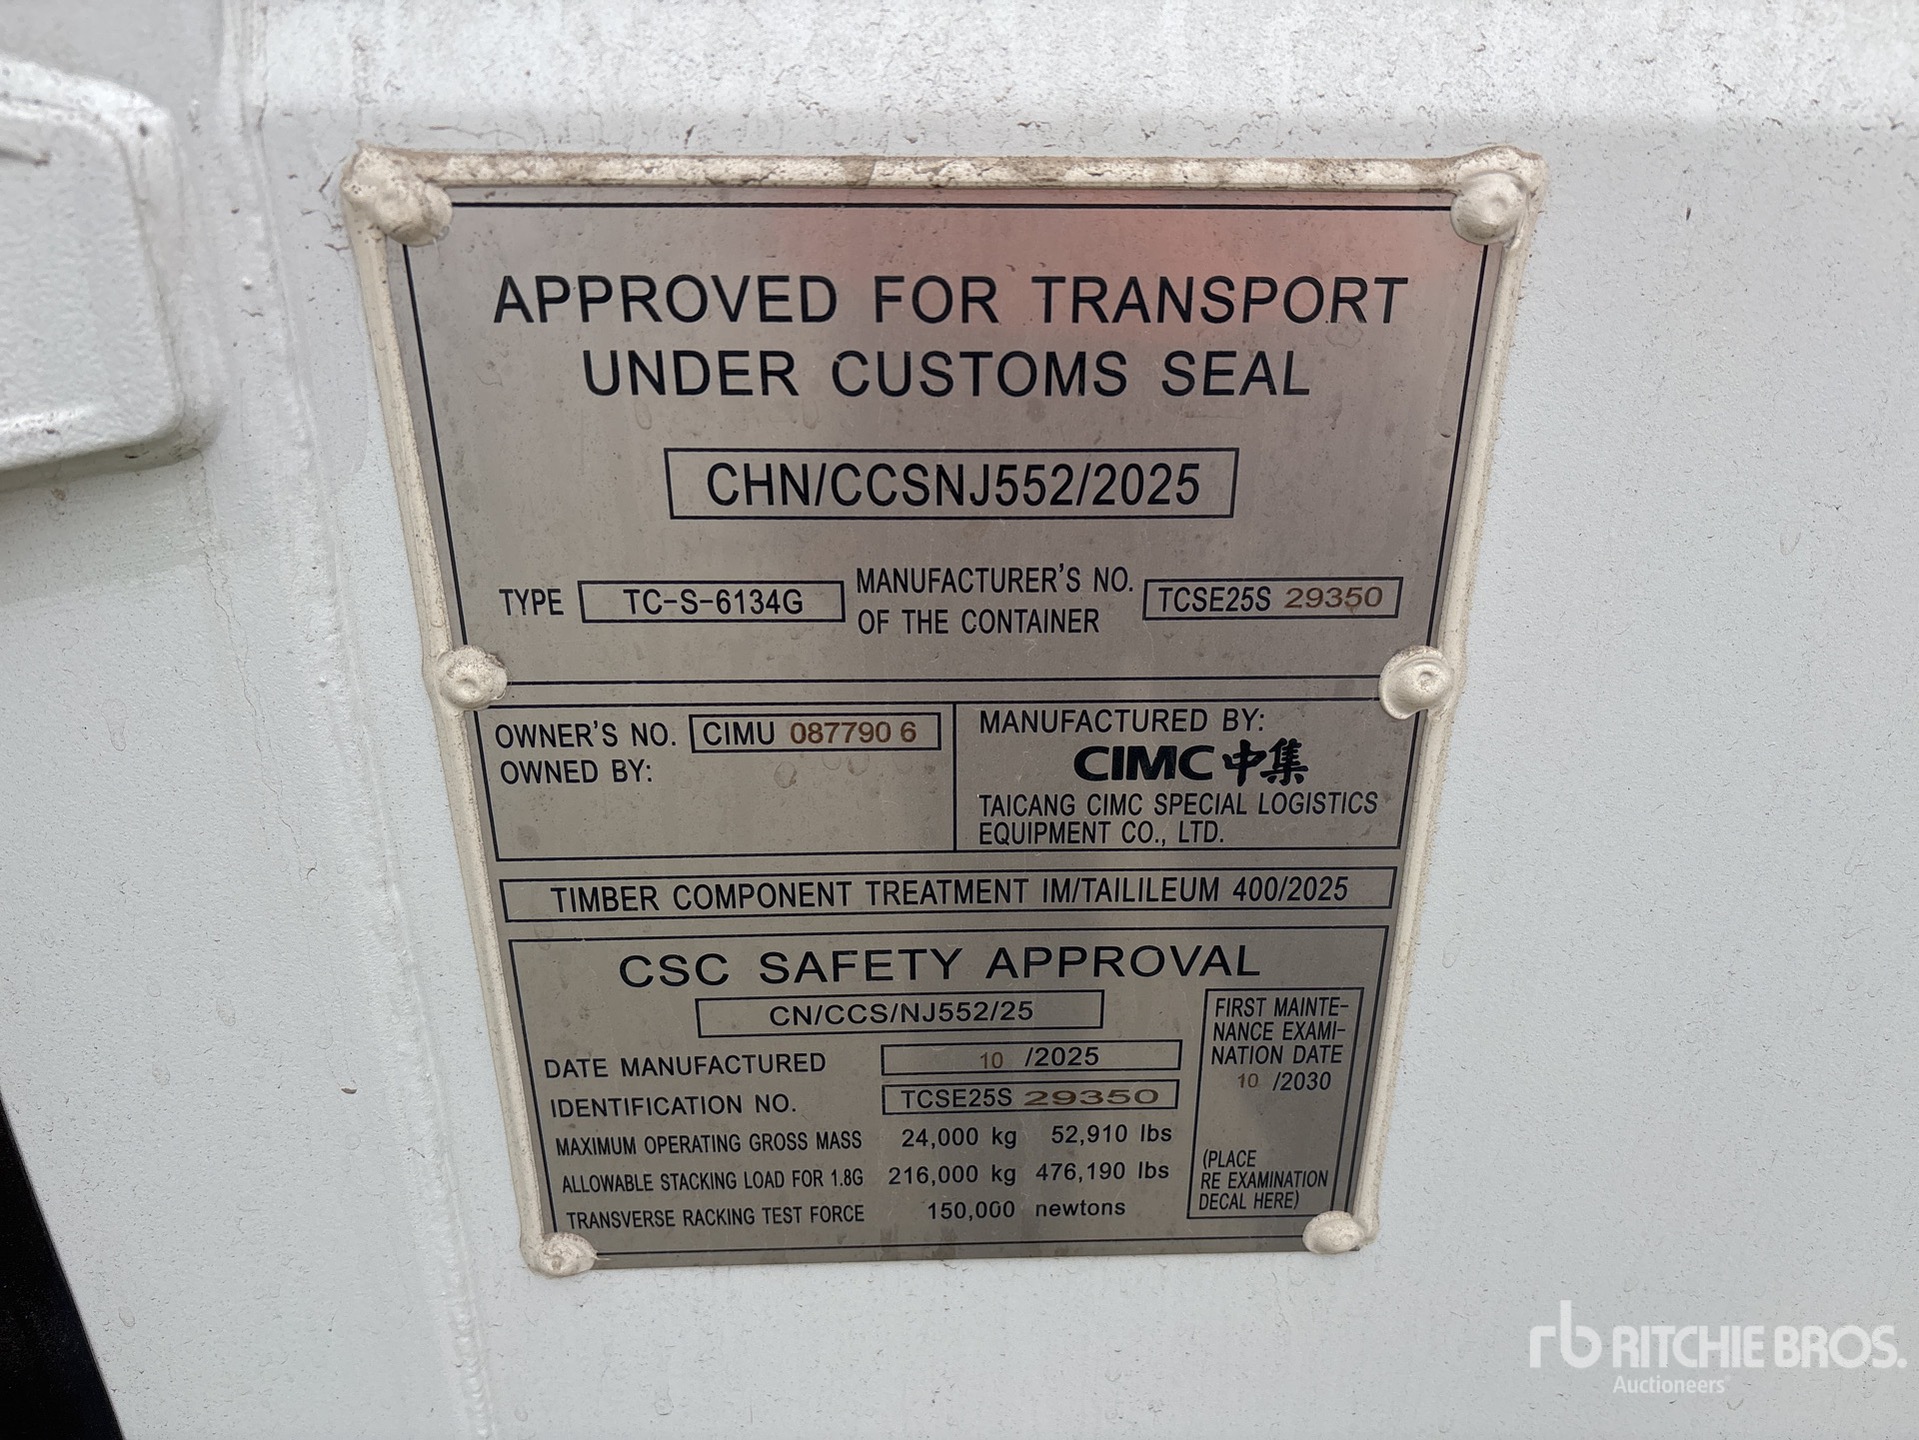 APPROVED FOR TRANSPORT
UNDER CUSTOMS SEAL
CHN/CCSNJ552/2025
TYPE TC-S-6134G MANUFACTURER'S NO. OF THE CONTAINER TCSE25S 29350
OWNER'S NO. CIMU 087790 6
OWNED BY:
MANUFACTURED BY:
CIMC 中集
TAICANG CIMC SPECIAL LOGISTICS
EQUIPMENT CO., LTD.
TIMBER COMPONENT TREATMENT IM/TAILILEUM 400/2025
CSC SAFETY APPROVAL
CN/CCS/NJ552/25
DATE MANUFACTURED 10 /2025
IDENTIFICATION NO. TCSE25S 29350
MAXIMUM OPERATING GROSS MASS 24,000 kg 52,910 lbs
ALLOWABLE STACKING LOAD FOR 1.8G 216,000 kg 476,190 lbs
TRANSVERSE RACKING TEST FORCE 150,000 newtons
FIRST MAINTE-
NANCE EXAMI-
NATION DATE
10 /2030
(PLACE
RE EXAMINATION
DECAL HERE)
rb RITCHIE BROS.
Auctioneers